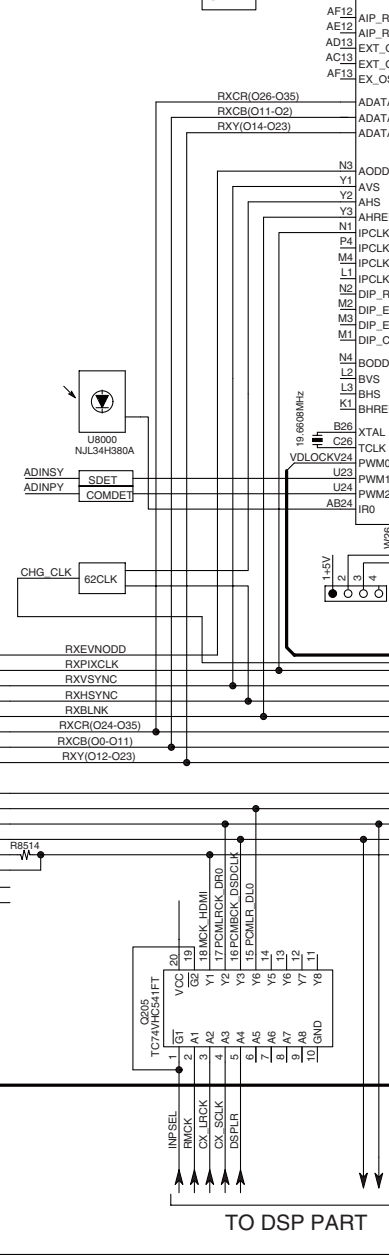 AF12 AIP_R
AE12 AIP_R
AD13 EXT_C
AC13 EXT_C
AF13 EX_OS
RXCR(O26-O35) ADATA
RXCB(O11-O2) ADATA
RXY(O14-O23) ADATA
N3 AODD
Y1 AVS
Y2 AHS
Y3 AHRE
N1 IPCLK
P4 IPCLK
M4 IPCLK
L1 IPCLK
N2 DIP_R
M2 DIP_E
M3 DIP_E
M1 DIP_C
N4 BODD
L2 BVS
L3 BHS
K1 BHRE
U8000
NJL34H380A
19.6608MHz
B26 XTAL
C26 TCLK
VDLOCKV24 PWM0
U23 PWM1
U24 PWM2
AB24 IR0
ADINSY SDET
ADINPY COMDET
W26
1+5V
2
3
4
CHG_CLK 62CLK
RXEVNODD
RXPIXCLK
RXVSYNC
RXHSYNC
RXBLNK
RXCR(O24-O35)
RXCB(O0-O11)
RXY(O12-O23)
R8514
MCK_HDMI
PCMLRCK_DR0
PCMBCK_DSDCLK
PCMLR_DL0
20 19 18 17 16 15 14 13 12 11
VCC G2 Y1 Y2 Y3 Y6 Y5 Y6 Y7 Y8
Q205
TC74VHC541FT
G1 A1 A2 A3 A4 A5 A6 A7 A8 GND
1 2 3 4 5 6 7 8 9 10
INPSEL
RMCK
CX_LRCK
CX_SCLK
DSPLR
TO DSP PART